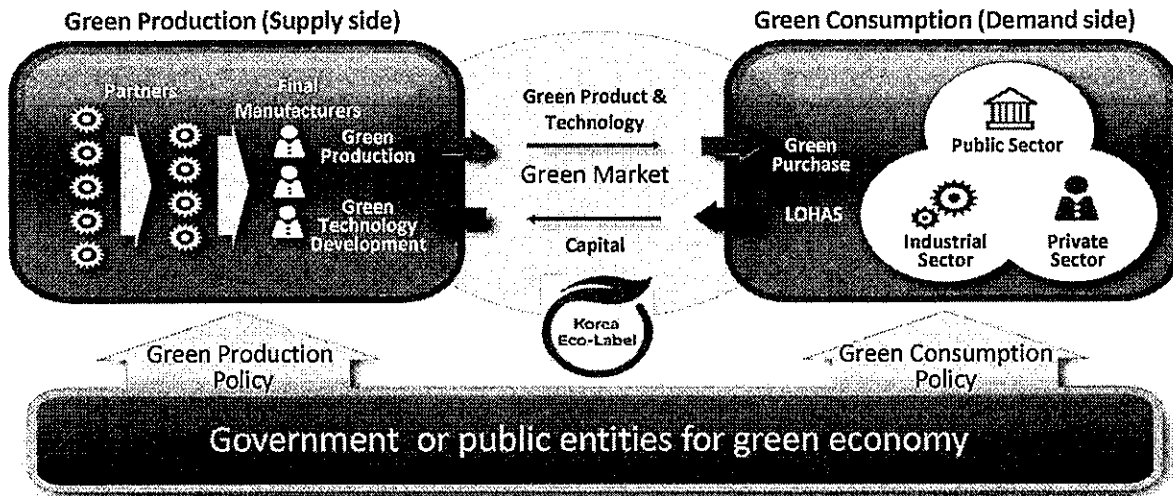 Green Production (Supply side)
Green Consumption (Demand side)
Partners
Final
Manufacturers
Green
Production
Green
Technology
Development
Green Product &
Technology
Green Market
Capital
Korea
Eco-Label
Green
Purchase
LOHAS
Public Sector
Industrial
Sector
Private
Sector
Green Production
Policy
Green Consumption
Policy
Government or public entities for green economy